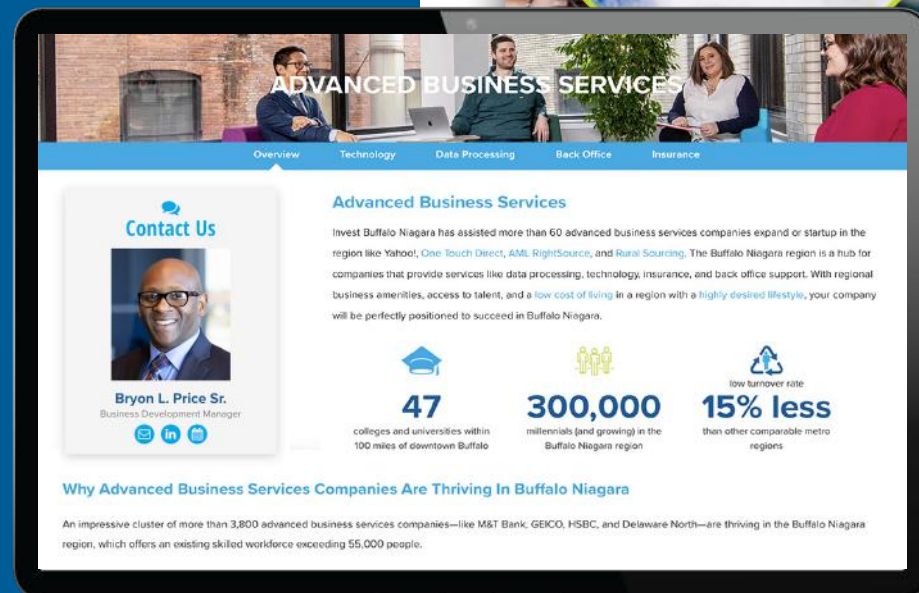 ADVANCED BUSINESS SERVICES
Overview Technology Data Processing Back Office Insurance
Contact Us
Bryon L. Price Sr.
Business Development Manager
Advanced Business Services
Invest Buffalo Niagara has assisted more than 60 advanced business services companies expand or startup in the
region like Yahoo!, One Touch Direct, AML RightSource, and Rural Sourcing. The Buffalo Niagara region is a hub for
companies that provide services like data processing, technology, insurance, and back office support. With regional
business amenities, access to talent, and a low cost of living in a region with a highly desired lifestyle, your company
will be perfectly positioned to succeed in Buffalo Niagara.
47
colleges and universities within
100 miles of downtown Buffalo
300,000
millennials (and growing) in the
Buffalo Niagara region
low turnover rate
15% less
than other comparable metro
regions
Why Advanced Business Services Companies Are Thriving In Buffalo Niagara
An impressive cluster of more than 3,800 advanced business services companies—like M&T Bank, GEICO, HSBC, and Delaware North—are thriving in the Buffalo Niagara
region, which offers an existing skilled workforce exceeding 55,000 people.